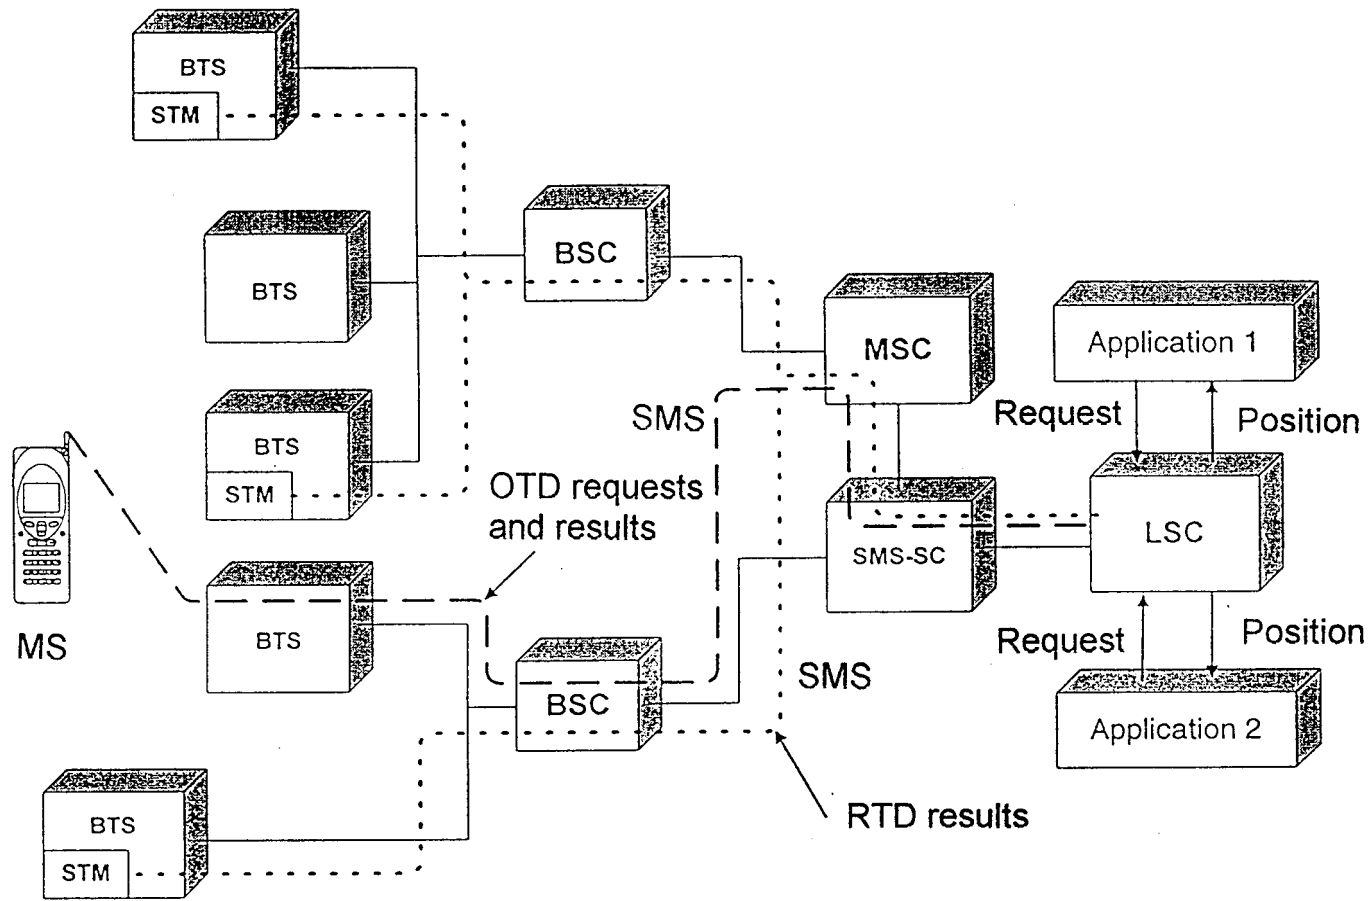 BTS
STM
BTS
BSC
BTS
STM
MSC
Application 1
Request
Position
SMS
OTD requests
and results
SMS-SC
LSC
MS
BTS
BSC
SMS
Request
Position
Application 2
BTS
STM
RTD results